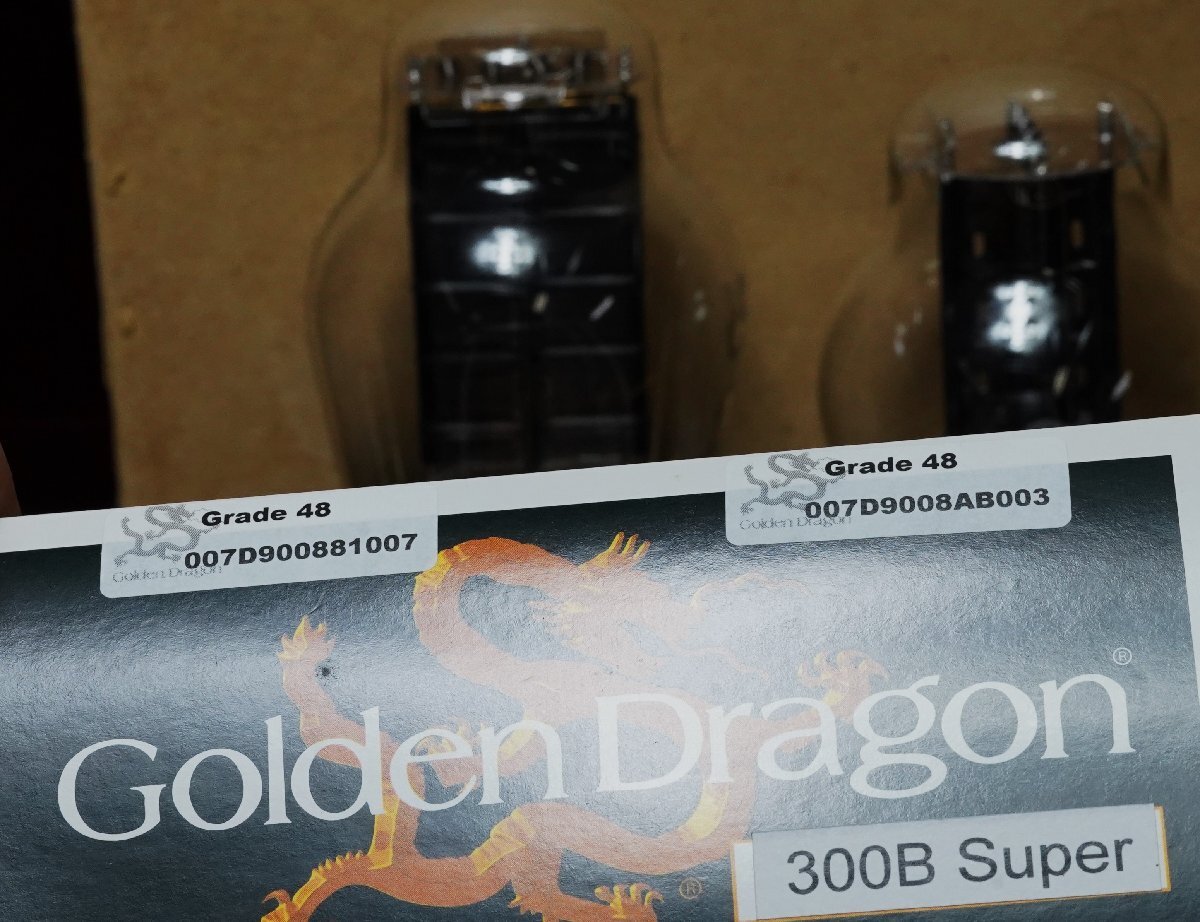 Grade 48
007D900881007
Golden Dragon
Grade 48
007D9008AB003
Golden Dragon
Golden Dragon®
®
300B Super